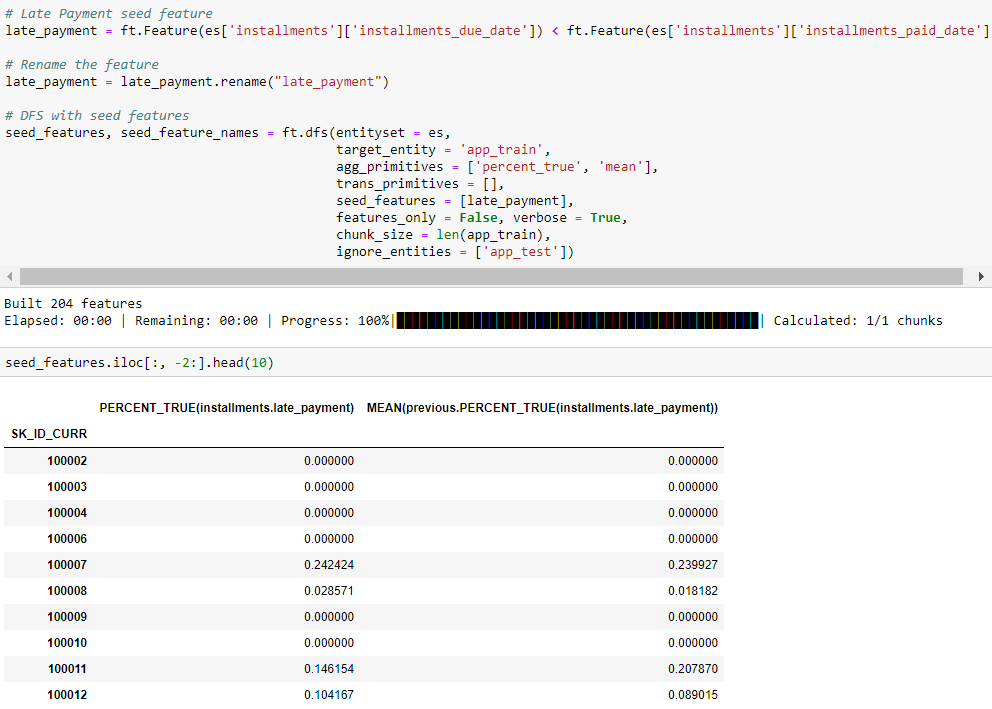 # Late Payment seed feature
late_payment = ft.Feature(es['installments']['installments_due_date']) < ft.Feature(es['installments']['installments_paid_date']
# Rename the feature
late_payment = late_payment.rename("late_payment")
# DFS with seed features
seed_features, seed_feature_names = ft.dfs(entityset = es,
target_entity = 'app_train',
agg_primitives = ['percent_true', 'mean'],
trans_primitives = [],
seed_features = [late_payment],
features_only = False, verbose = True,
chunk_size = len(app_train),
ignore_entities = ['app_test'])
Built 204 features
Elapsed: 00:00 | Remaining: 00:00 | Progress: 100%|| Calculated: 1/1 chunks
seed_features.iloc[:, -2:].head(10)
PERCENT_TRUE(installments.late_payment) MEAN(previous.PERCENT_TRUE(installments.late_payment))
SK_ID_CURR
100002 0.000000 0.000000
100003 0.000000 0.000000
100004 0.000000 0.000000
100006 0.000000 0.000000
100007 0.242424 0.239927
100008 0.028571 0.018182
100009 0.000000 0.000000
100010 0.000000 0.000000
100011 0.146154 0.207870
100012 0.104167 0.089015